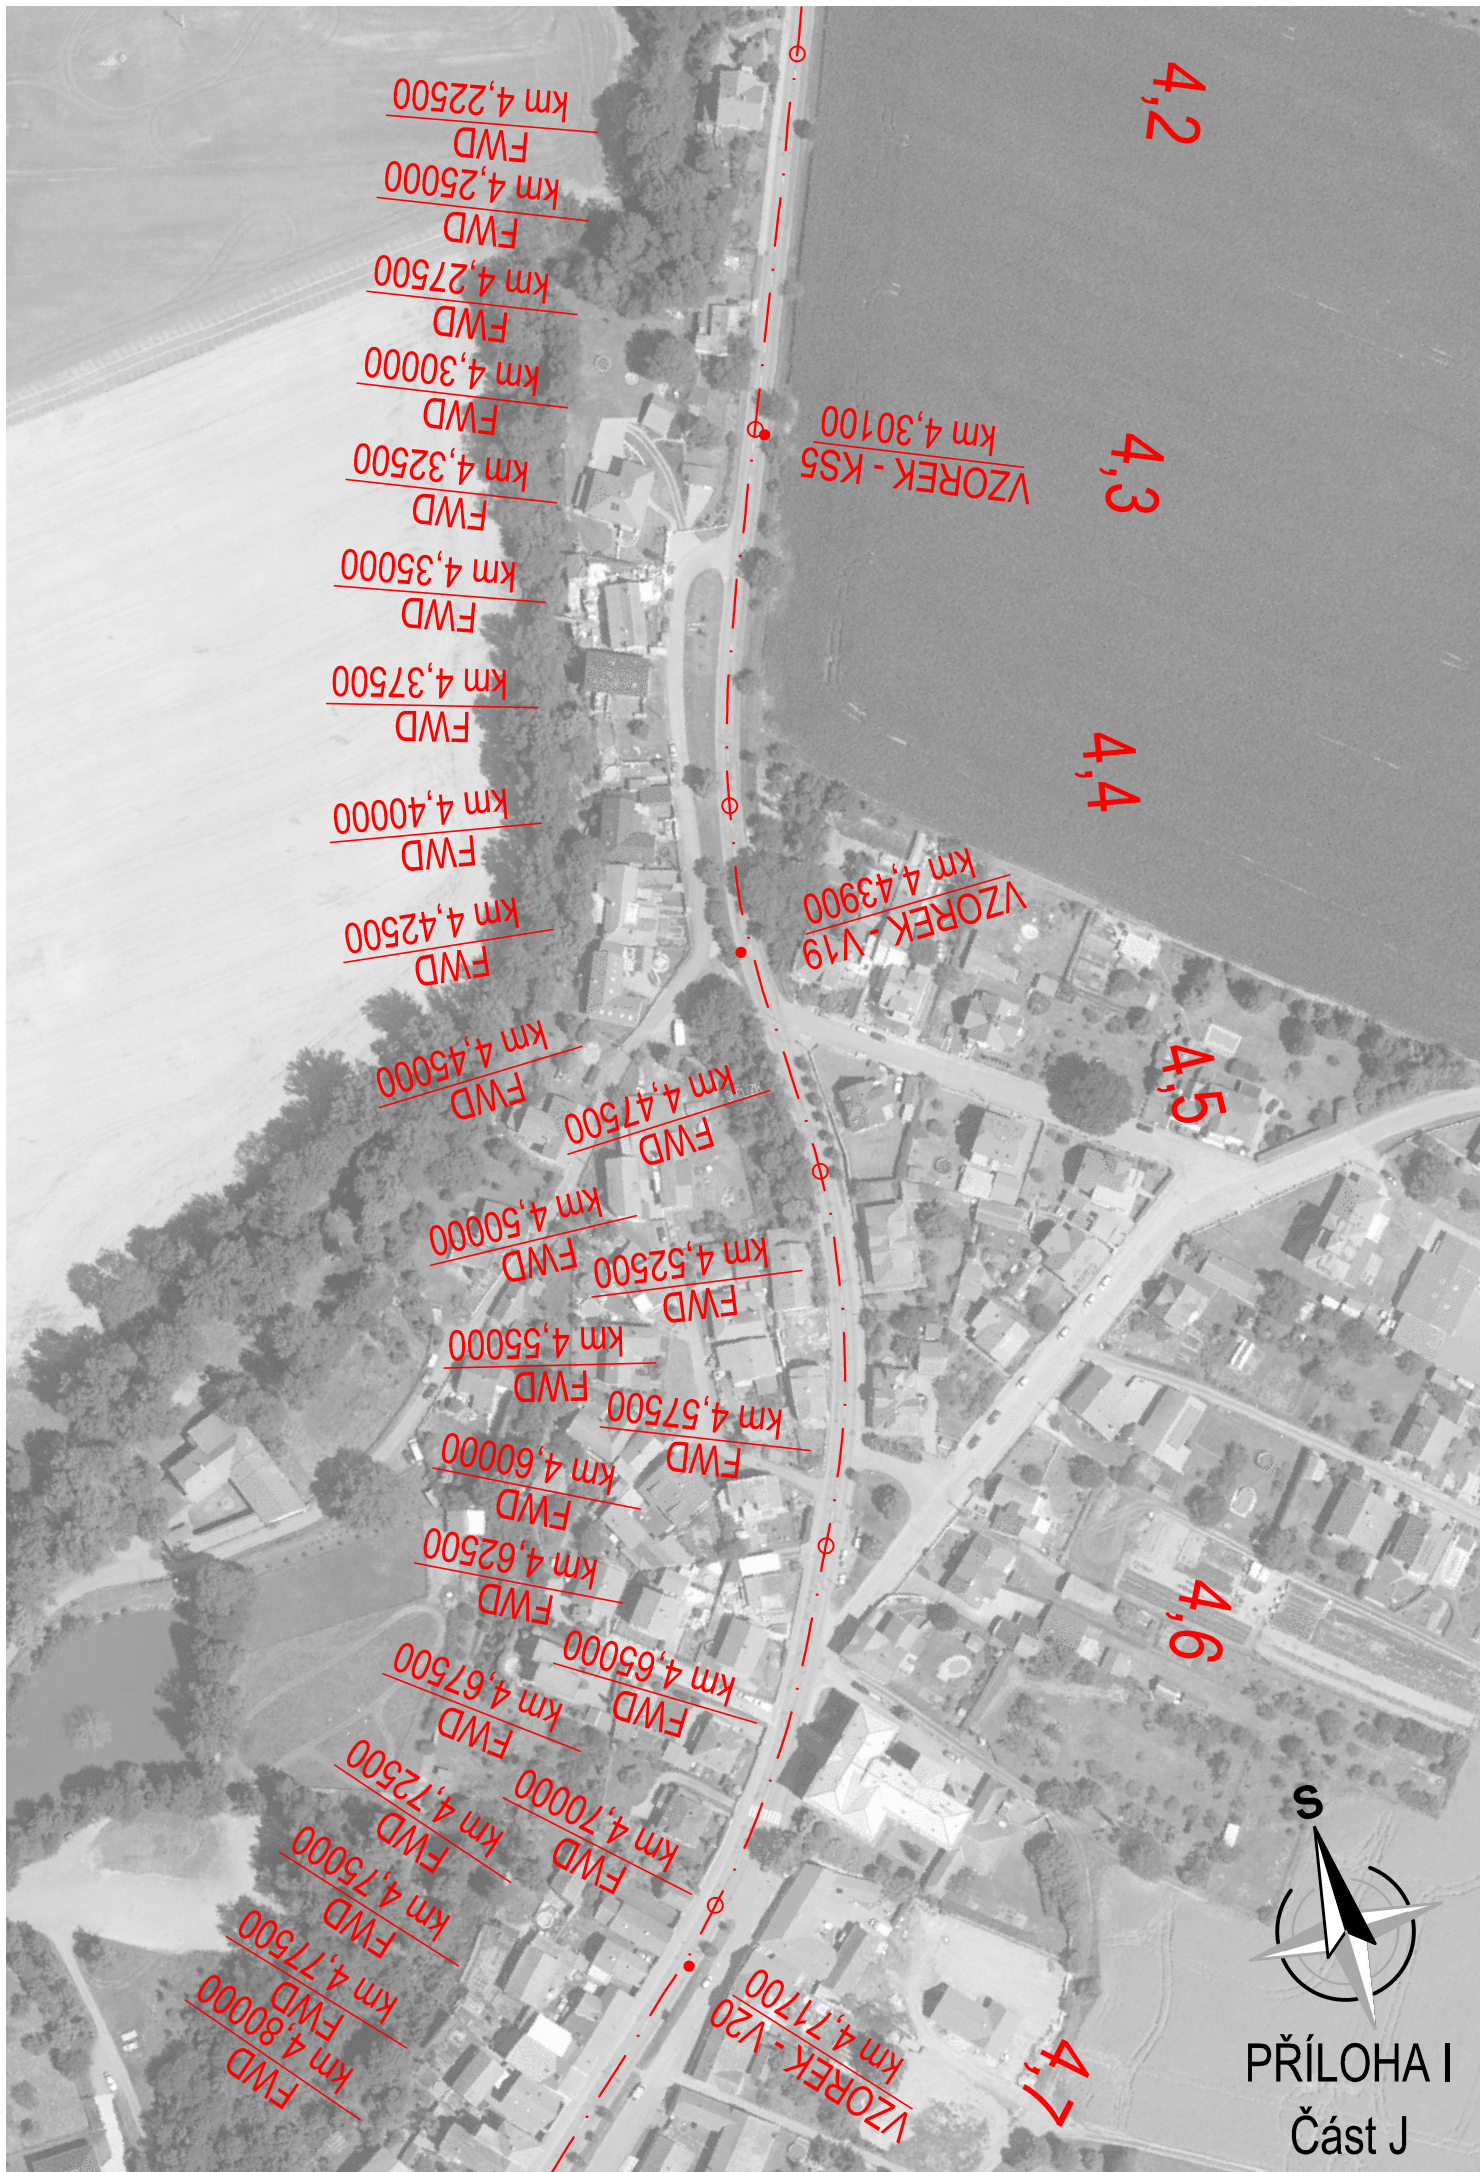 4,2
FWD
km 4,22500
FWD
km 4,25000
FWD
km 4,27500
FWD
km 4,30000
VZOREK - KS5
km 4,30100
4,3
FWD
km 4,32500
FWD
km 4,35000
FWD
km 4,37500
4,4
FWD
km 4,40000
FWD
km 4,42500
VZOREK - V19
km 4,43900
FWD
km 4,45000
FWD
km 4,47500
4,5
FWD
km 4,50000
FWD
km 4,52500
FWD
km 4,55000
FWD
km 4,57500
FWD
km 4,60000
4,6
FWD
km 4,62500
FWD
km 4,65000
FWD
km 4,67500
FWD
km 4,70000
VZOREK - V20
km 4,71700
4,7
FWD
km 4,72500
FWD
km 4,75000
FWD
km 4,77500
FWD
km 4,80000
S
PŘÍLOHA I
Část J